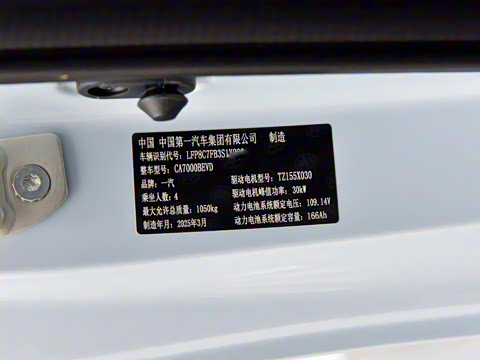 中国 中国第一汽车集团有限公司 制造
车辆识别代号: LFP8C7FB3S1
整车型号: CA7000BEVD
品牌: 一汽 驱动电机型号: TZ155X030
乘坐人数: 4 驱动电机峰值功率: 30kW
最大允许总质量: 1050kg 动力电池系统额定电压: 109.14V
制造年月: 2025年3月 动力电池系统额定容量: 166Ah